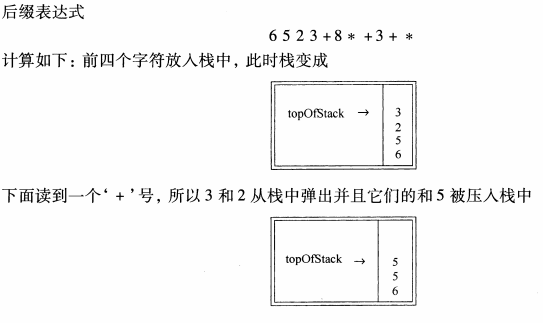 后缀表达式
6 5 2 3 + 8 * + 3 + *
计算如下：前四个字符放入栈中，此时栈变成
topOfStack → 3
2
5
6
下面读到一个‘+’号，所以3和2从栈中弹出并且它们的和5被压入栈中
topOfStack → 5
5
6